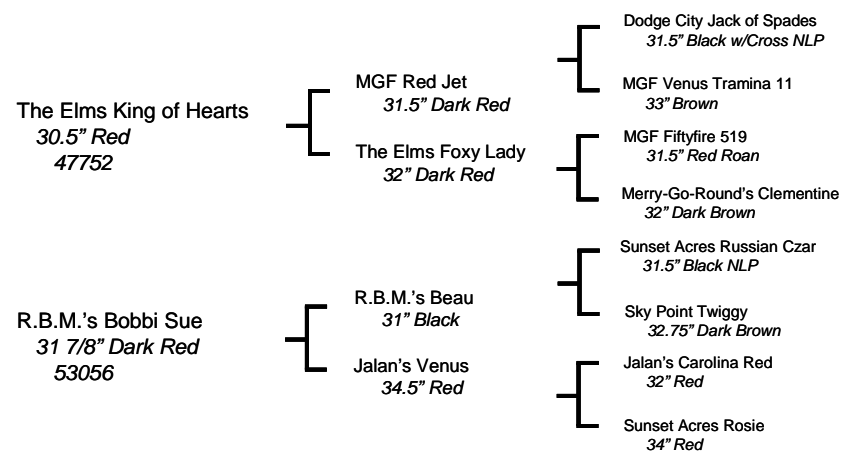 The Elms King of Hearts
30.5” Red
47752
MGF Red Jet
31.5” Dark Red
The Elms Foxy Lady
32” Dark Red
Dodge City Jack of Spades
31.5” Black w/Cross NLP
MGF Venus Tramina 11
33” Brown
MGF Fiftyfire 519
31.5” Red Roan
Merry-Go-Round’s Clementine
32” Dark Brown
R.B.M.’s Bobbi Sue
31 7/8” Dark Red
53056
R.B.M.’s Beau
31” Black
Jalan’s Venus
34.5” Red
Sunset Acres Russian Czar
31.5” Black NLP
Sky Point Twiggy
32.75” Dark Brown
Jalan’s Carolina Red
32” Red
Sunset Acres Rosie
34” Red